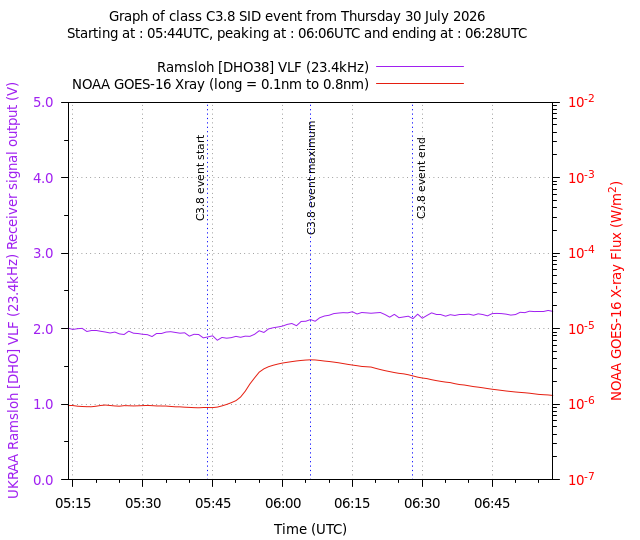 Graph of class C3.8 SID event from Thursday 30 July 2026
Starting at : 05:44UTC, peaking at : 06:06UTC and ending at : 06:28UTC
Ramsloh [DHO38] VLF (23.4kHz)
NOAA GOES-16 Xray (long = 0.1nm to 0.8nm)
UKRAA Ramsloh [DHO] VLF (23.4kHz) Receiver signal output (V)
5.0
4.0
3.0
2.0
1.0
0.0
C3.8 event start
C3.8 event maximum
C3.8 event end
10-2
10-3
10-4
10-5
10-6
10-7
NOAA GOES-16 X-ray Flux (W/m2)
05:15 05:30 05:45 06:00 06:15 06:30 06:45
Time (UTC)